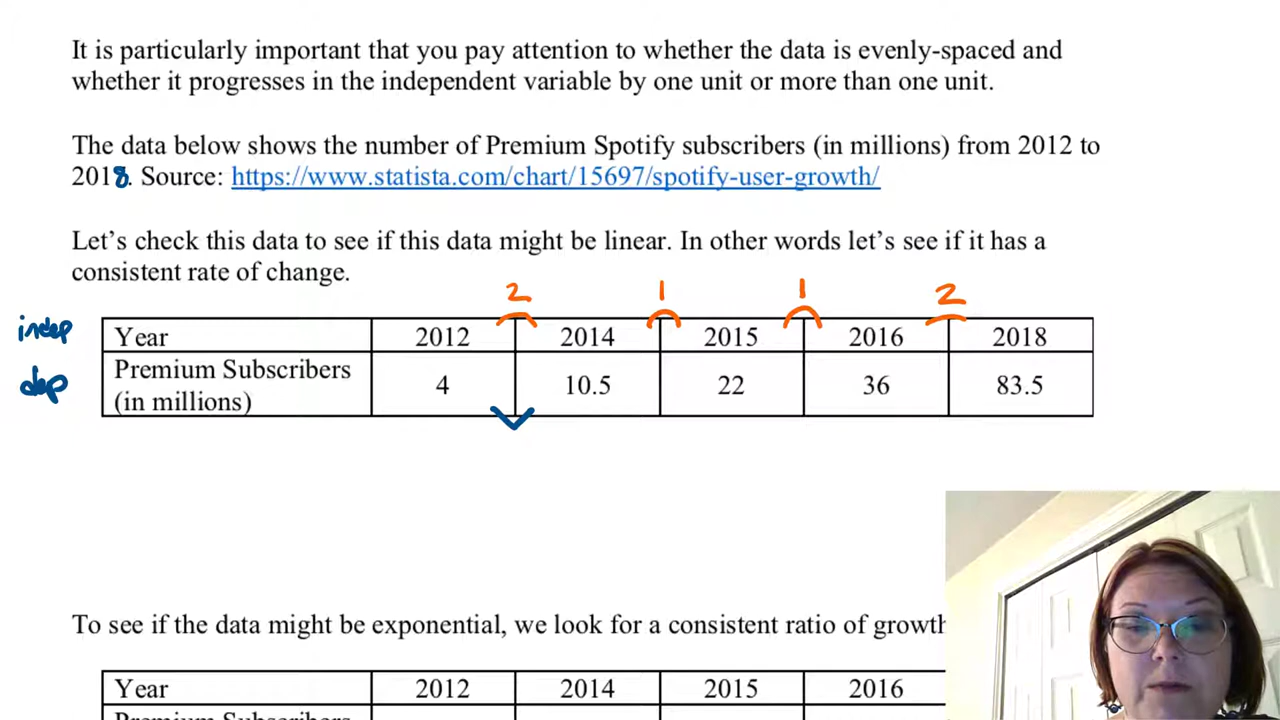 It is particularly important that you pay attention to whether the data is evenly-spaced and
whether it progresses in the independent variable by one unit or more than one unit.
The data below shows the number of Premium Spotify subscribers (in millions) from 2012 to
2018. Source: https://www.statista.com/chart/15697/spotify-user-growth/
Let's check this data to see if this data might be linear. In other words let's see if it has a
consistent rate of change.
2 1 1 2
indep Year 2012 2014 2015 2016 2018
dep Premium Subscribers
(in millions) 4 10.5 22 36 83.5
To see if the data might be exponential, we look for a consistent ratio of growth
Year 2012 2014 2015 2016
Premium Subscribers